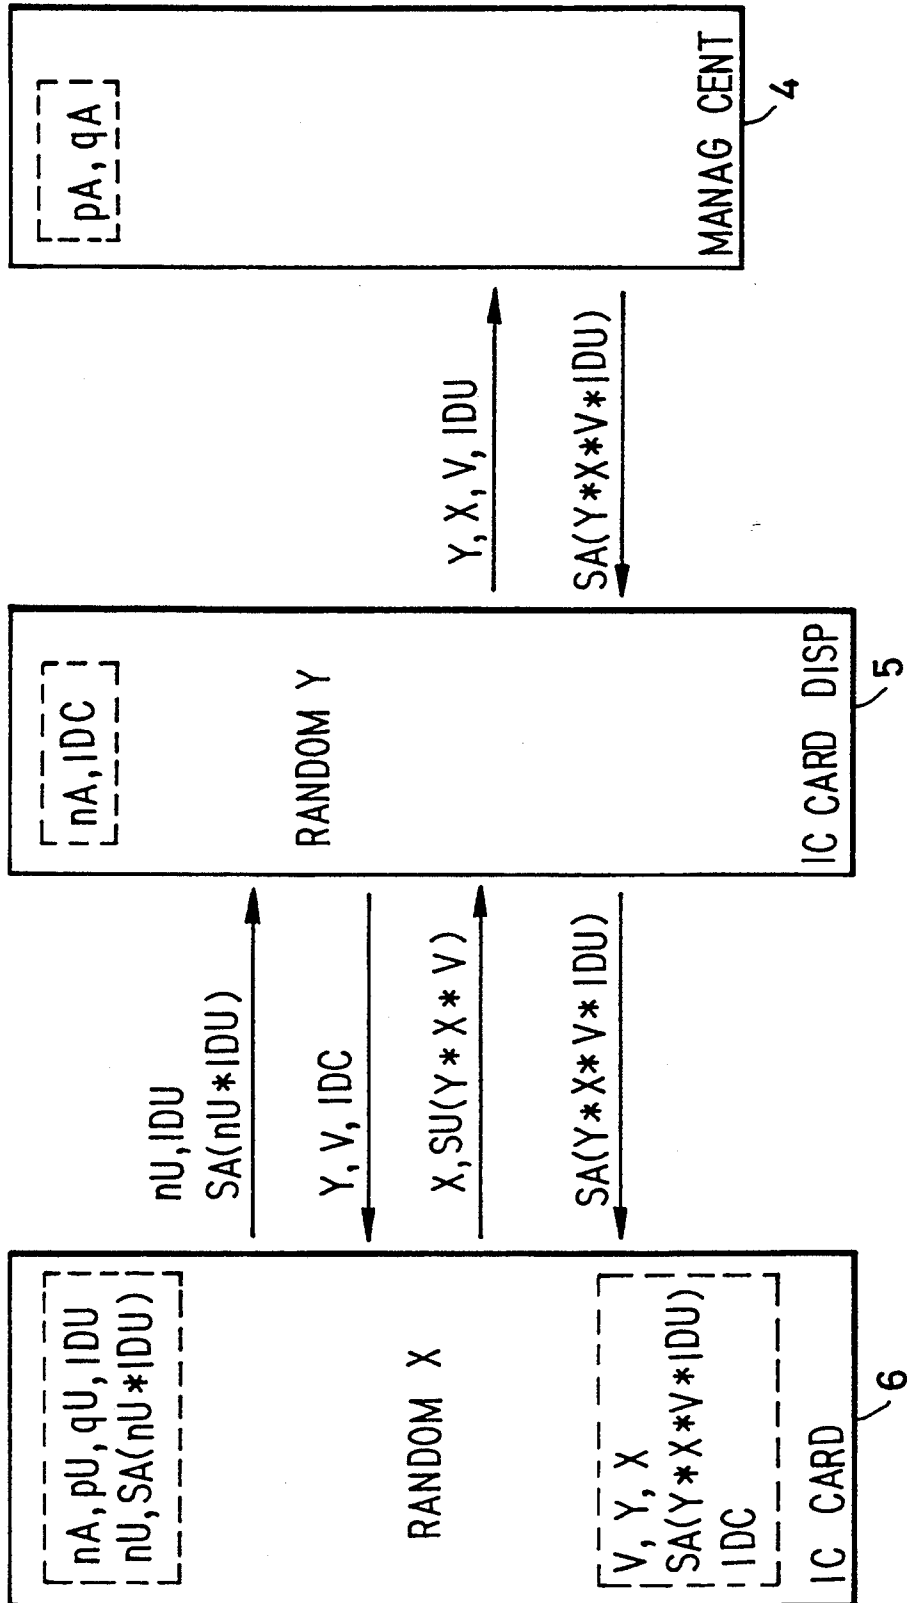 nA, pU, qU, IDU
nU, SA(nU*IDU)
RANDOM X
V, Y, X
SA(Y*X*V*IDU)
IDC
IC CARD
6
nU, IDU
SA(nU*IDU)
Y, V, IDC
X, SU(Y*X*V)
SA(Y*X*V*IDU)
nA, IDC
RANDOM Y
IC CARD DISP
5
Y, X, V, IDU
SA(Y*X*V*IDU)
pA, qA
MANAG CENT
4